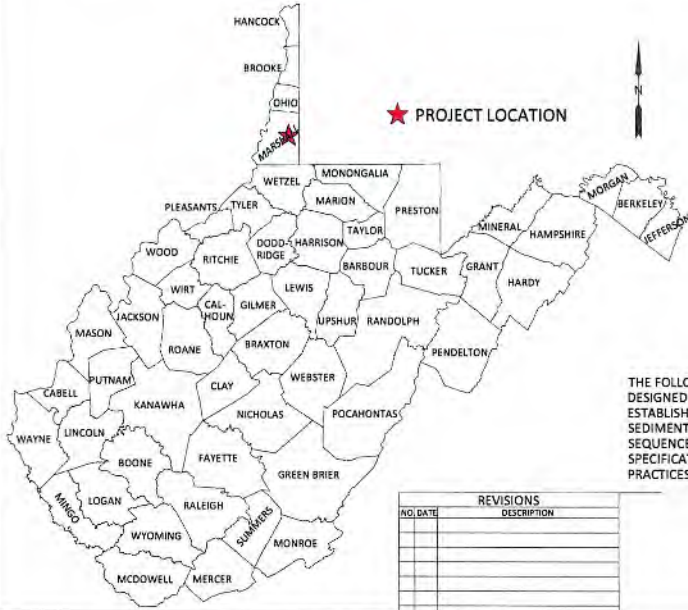 HANCOCK
BROOKE
OHIO
★ PROJECT LOCATION
N
MARSHALL
WETZEL
MONONGALIA
MORGAN
BERKELEY
JEFFERSON
PLEASANTS
TYLER
MARION
PRESTON
MINERAL
HAMPSHIRE
WOOD
RITCHIE
DODD-
RIDGE
HARRISON
TAYLOR
BARBOUR
TUCKER
GRANT
HARDY
WIRT
CAL-
HOUN
GILMER
LEWIS
JACKSON
UPSHUR
RANDOLPH
MASON
ROANE
BRAXTON
PENDELTON
PUTNAM
CLAY
WEBSTER
CABELL
KANAWHA
NICHOLAS
POCAHONTAS
WAYNE
LINCOLN
BOONE
FAYETTE
GREEN BRIER
MINGO
LOGAN
RALEIGH
SUMMERS
WYOMING
MONROE
MCDOWELL
MERCER
THE FOLLO
DESIGNED
ESTABLISH
SEDIMENT
SEQUENCE
SPECIFICAT
PRACTICES
REVISIONS
NO. DATE DESCRIPTION